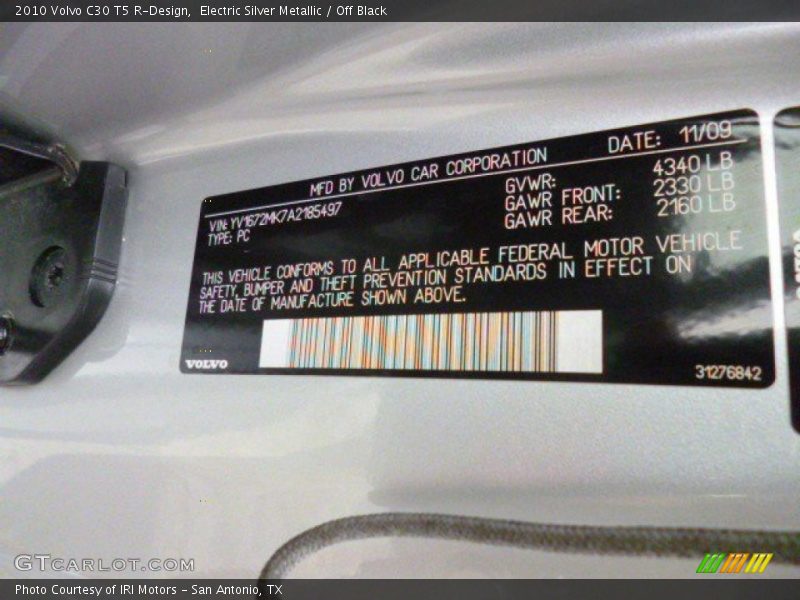 2010 Volvo C30 T5 R-Design, Electric Silver Metallic / Off Black
MFD BY VOLVO CAR CORPORATION DATE: 11/09
VIN: YV1672MK7A2185497 GVWR: 4340 LB
TYPE: PC GAWR FRONT: 2330 LB
GAWR REAR: 2160 LB
THIS VEHICLE CONFORMS TO ALL APPLICABLE FEDERAL MOTOR VEHICLE
SAFETY, BUMPER AND THEFT PREVENTION STANDARDS IN EFFECT ON
THE DATE OF MANUFACTURE SHOWN ABOVE.
VOLVO 31276842
GTCARLOT.COM
Photo Courtesy of IRI Motors - San Antonio, TX